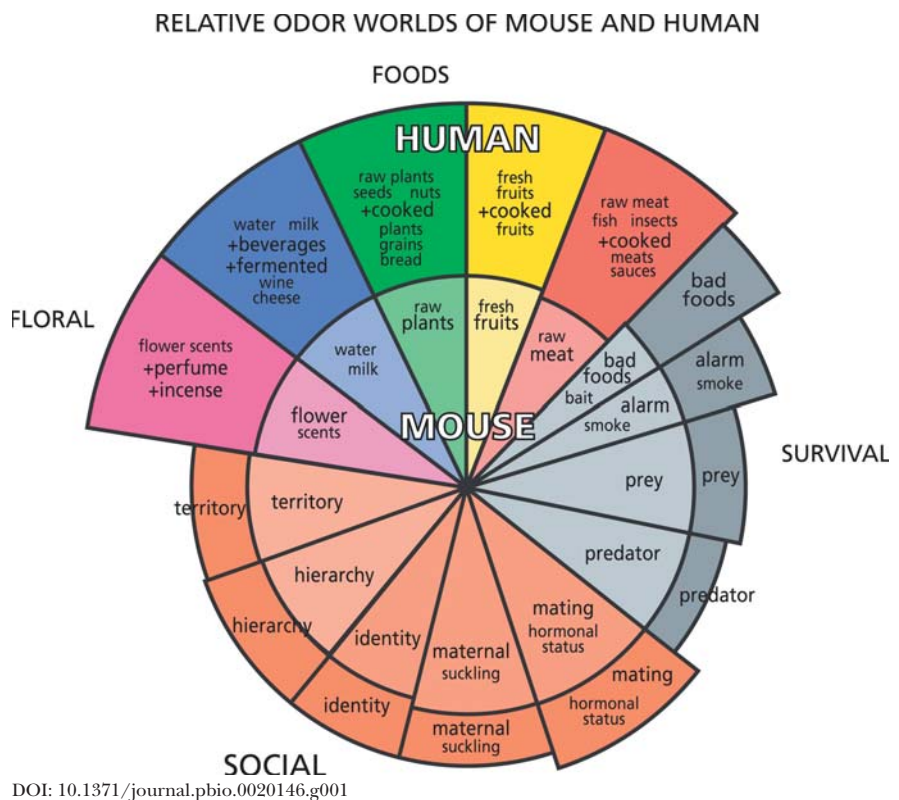 RELATIVE ODOR WORLDS OF MOUSE AND HUMAN
FOODS
HUMAN
raw plants
seeds nuts
+cooked
plants
grains
bread
fresh
fruits
+cooked
fruits
raw meat
fish insects
+cooked
meats
sauces
water milk
+beverages
+fermented
wine
cheese
bad
foods
FLORAL
flower scents
+perfume
+incense
alarm
smoke
raw
plants
fresh
fruits
raw
meat
water
milk
bad
foods
bait
alarm
smoke
flower
scents
MOUSE
SURVIVAL
prey
prey
territory
territory
predator
predator
hierarchy
hierarchy
identity
identity
maternal
suckling
maternal
suckling
mating
hormonal
status
mating
hormonal
status
SOCIAL
DOI: 10.1371/journal.pbio.0020146.g001